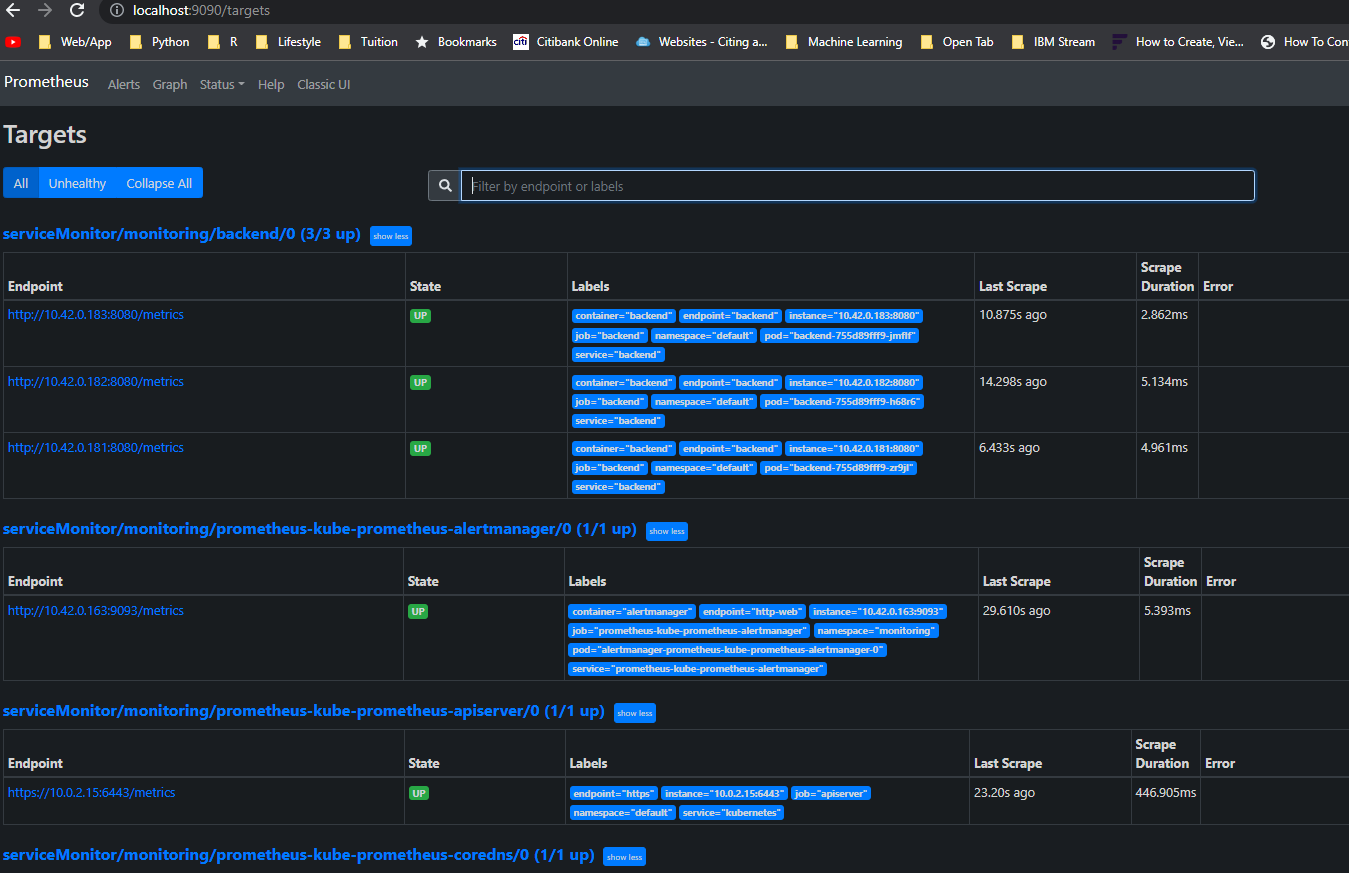 localhost:9090/targets
Web/App Python R Lifestyle Tuition Bookmarks citi Citibank Online Websites - Citing a... Machine Learning Open Tab IBM Stream How to Create, Vie... How To Con
Prometheus Alerts Graph Status Help Classic UI
Targets
All Unhealthy Collapse All Filter by endpoint or labels
serviceMonitor/monitoring/backend/0 (3/3 up) show less
Endpoint State Labels Last Scrape Scrape Duration Error
http://10.42.0.183:8080/metrics UP container="backend" endpoint="backend" instance="10.42.0.183:8080" 10.875s ago 2.862ms
job="backend" namespace="default" pod="backend-755d89fff9-jmflf"
service="backend"
http://10.42.0.182:8080/metrics UP container="backend" endpoint="backend" instance="10.42.0.182:8080" 14.298s ago 5.134ms
job="backend" namespace="default" pod="backend-755d89fff9-h68r6"
service="backend"
http://10.42.0.181:8080/metrics UP container="backend" endpoint="backend" instance="10.42.0.181:8080" 6.433s ago 4.961ms
job="backend" namespace="default" pod="backend-755d89fff9-zr9jl"
service="backend"
serviceMonitor/monitoring/prometheus-kube-prometheus-alertmanager/0 (1/1 up) show less
Endpoint State Labels Last Scrape Scrape Duration Error
http://10.42.0.163:9093/metrics UP container="alertmanager" endpoint="http-web" instance="10.42.0.163:9093" 29.610s ago 5.393ms
job="prometheus-kube-prometheus-alertmanager" namespace="monitoring"
pod="alertmanager-prometheus-kube-prometheus-alertmanager-0"
service="prometheus-kube-prometheus-alertmanager"
serviceMonitor/monitoring/prometheus-kube-prometheus-apiserver/0 (1/1 up) show less
Endpoint State Labels Last Scrape Scrape Duration Error
https://10.0.2.15:6443/metrics UP endpoint="https" instance="10.0.2.15:6443" job="apiserver" 23.20s ago 446.905ms
namespace="default" service="kubernetes"
serviceMonitor/monitoring/prometheus-kube-prometheus-coredns/0 (1/1 up) show less